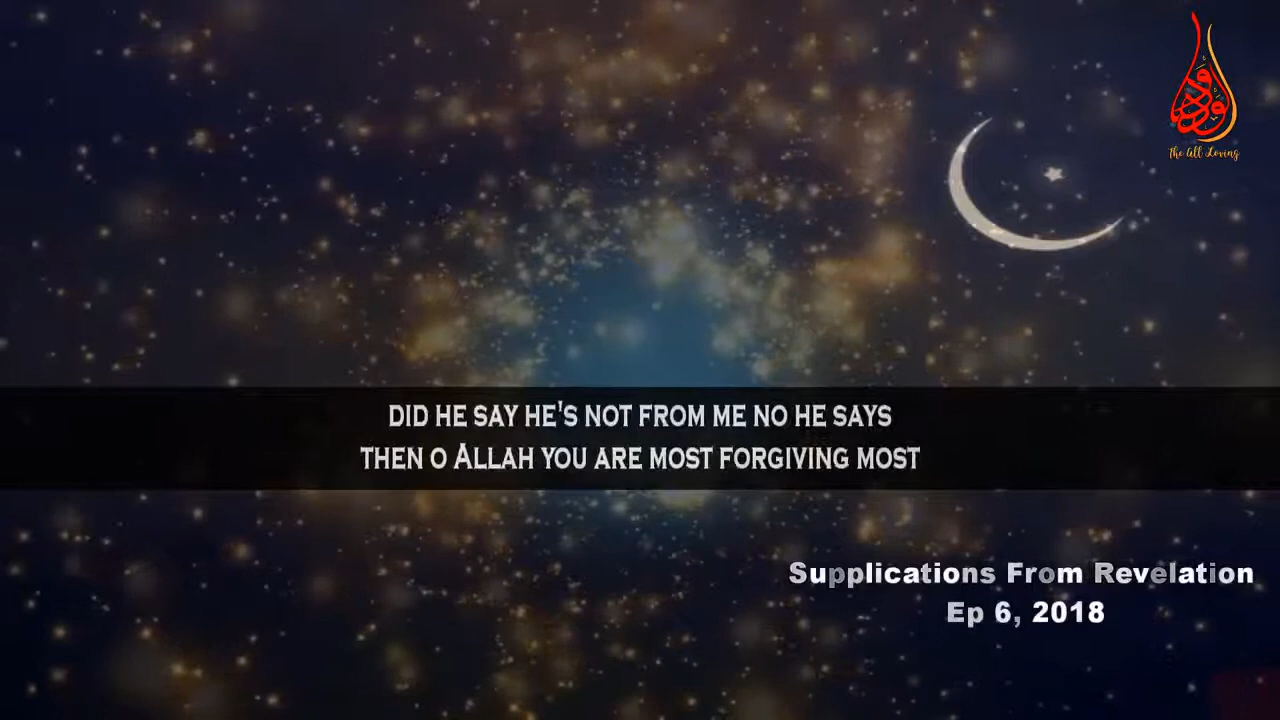 الودود
The All Loving
DID HE SAY HE'S NOT FROM ME NO HE SAYS
THEN O ALLAH YOU ARE MOST FORGIVING MOST
Supplications From Revelation
Ep 6, 2018